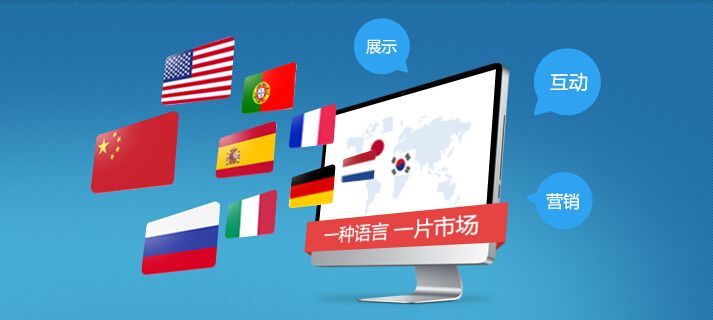 展示
互动
营销
一种语言 一片市场